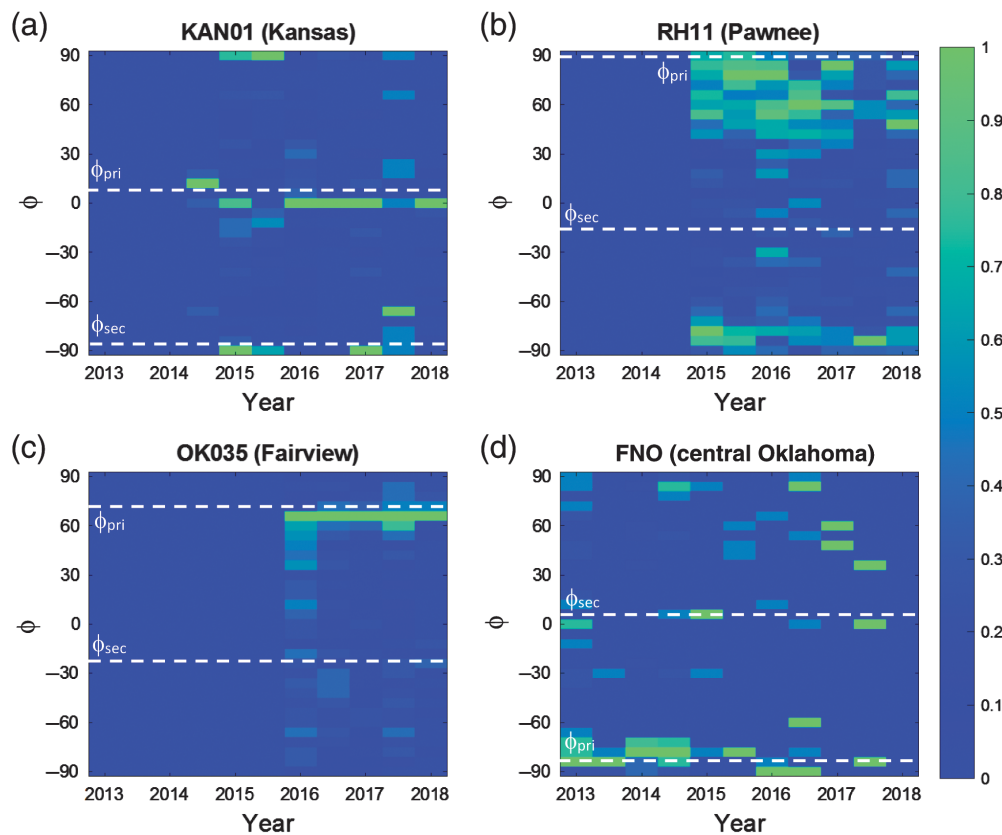 (a)
KAN01 (Kansas)
90
60
30
0
−30
−60
−90
ϕ
ϕpri
ϕsec
2013 2014 2015 2016 2017 2018
Year
(b)
RH11 (Pawnee)
90
60
30
0
−30
−60
−90
ϕ
ϕpri
ϕsec
2013 2014 2015 2016 2017 2018
Year
(c)
OK035 (Fairview)
90
60
30
0
−30
−60
−90
ϕ
ϕpri
ϕsec
2013 2014 2015 2016 2017 2018
Year
(d)
FNO (central Oklahoma)
90
60
30
0
−30
−60
−90
ϕ
ϕsec
ϕpri
2013 2014 2015 2016 2017 2018
Year
1
0.9
0.8
0.7
0.6
0.5
0.4
0.3
0.2
0.1
0